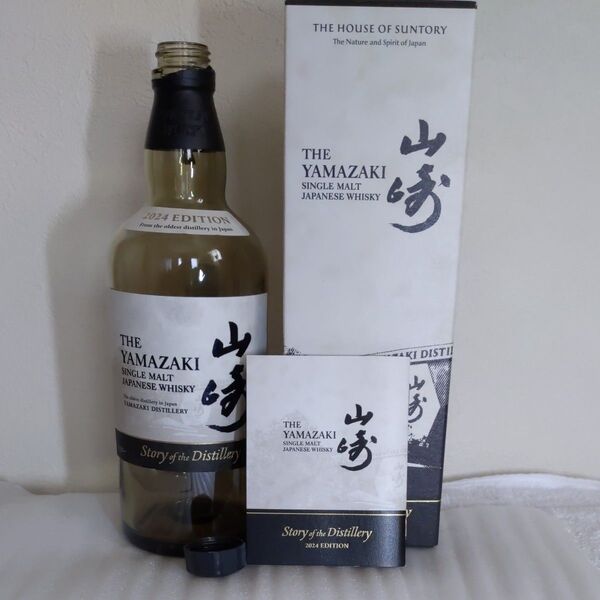 THE HOUSE OF SUNTORY
The Nature and Spirit of Japan
THE
YAMAZAKI
SINGLE MALT
JAPANESE WHISKY
山崎
2024 EDITION
From the oldest distillery in Japan
THE
YAMAZAKI
SINGLE MALT
JAPANESE WHISKY
The oldest distillery in Japan
YAMAZAKI DISTILLERY
山崎
Story of the Distillery
THE
YAMAZAKI
SINGLE MALT
JAPANESE WHISKY
山崎
Story of the Distillery
2024 EDITION